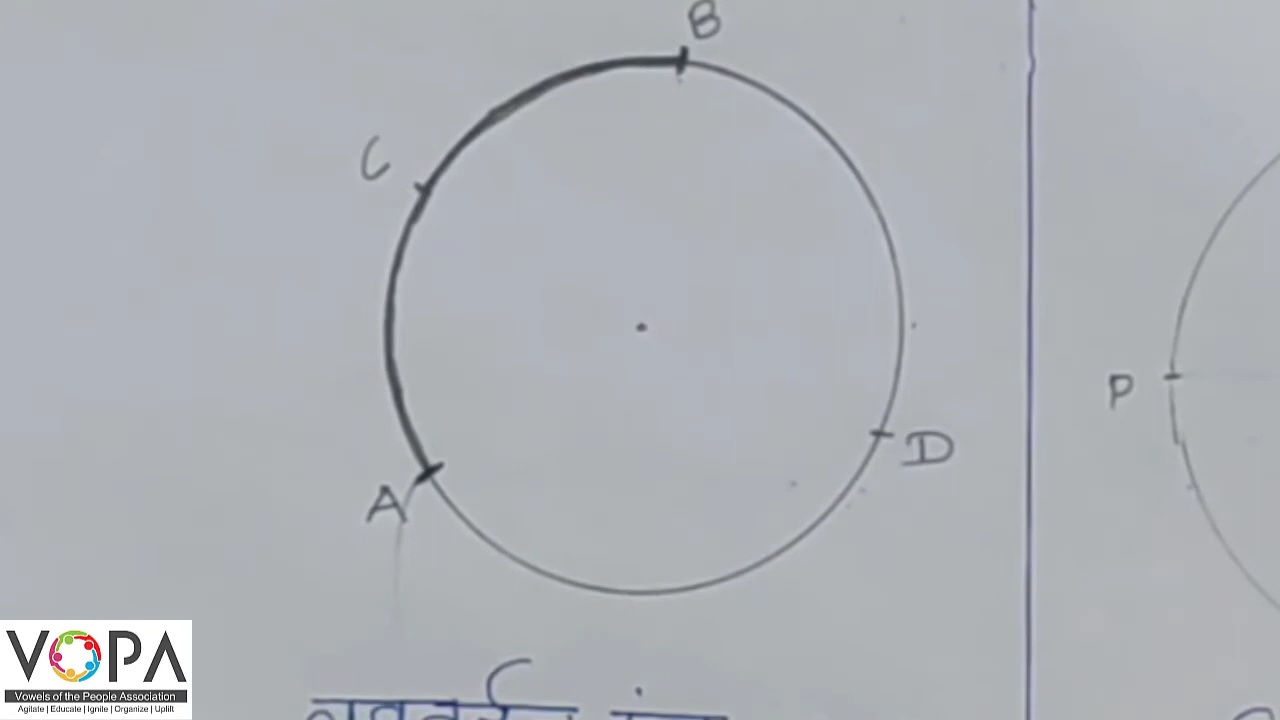 B
C
P
D
A
VOPA
Vowels of the People Association
Agitate | Educate | Ignite | Organize | Uplift